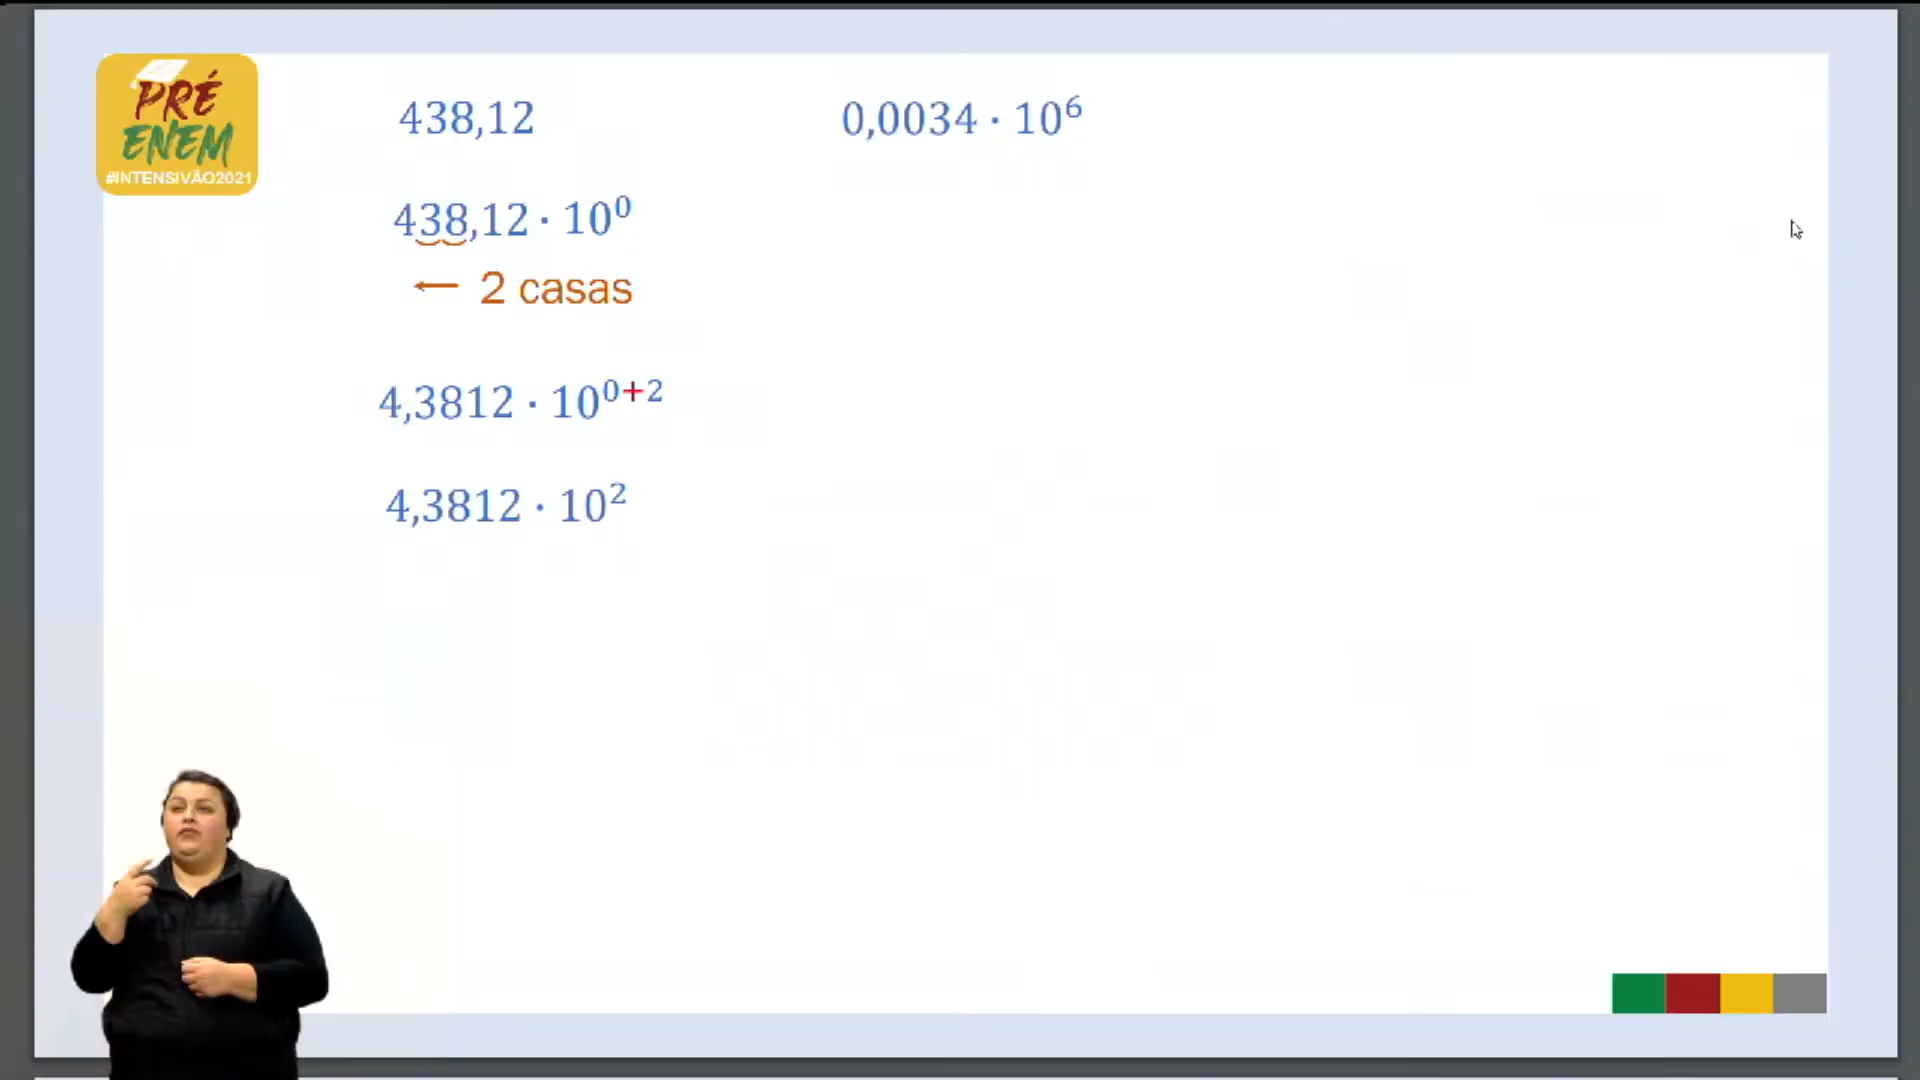 PRÉ
ENEM
#INTENSIVÃO2021
438,12
438,12 · 10⁰
← 2 casas
4,3812 · 10⁰⁺²
4,3812 · 10²
0,0034 · 10⁶